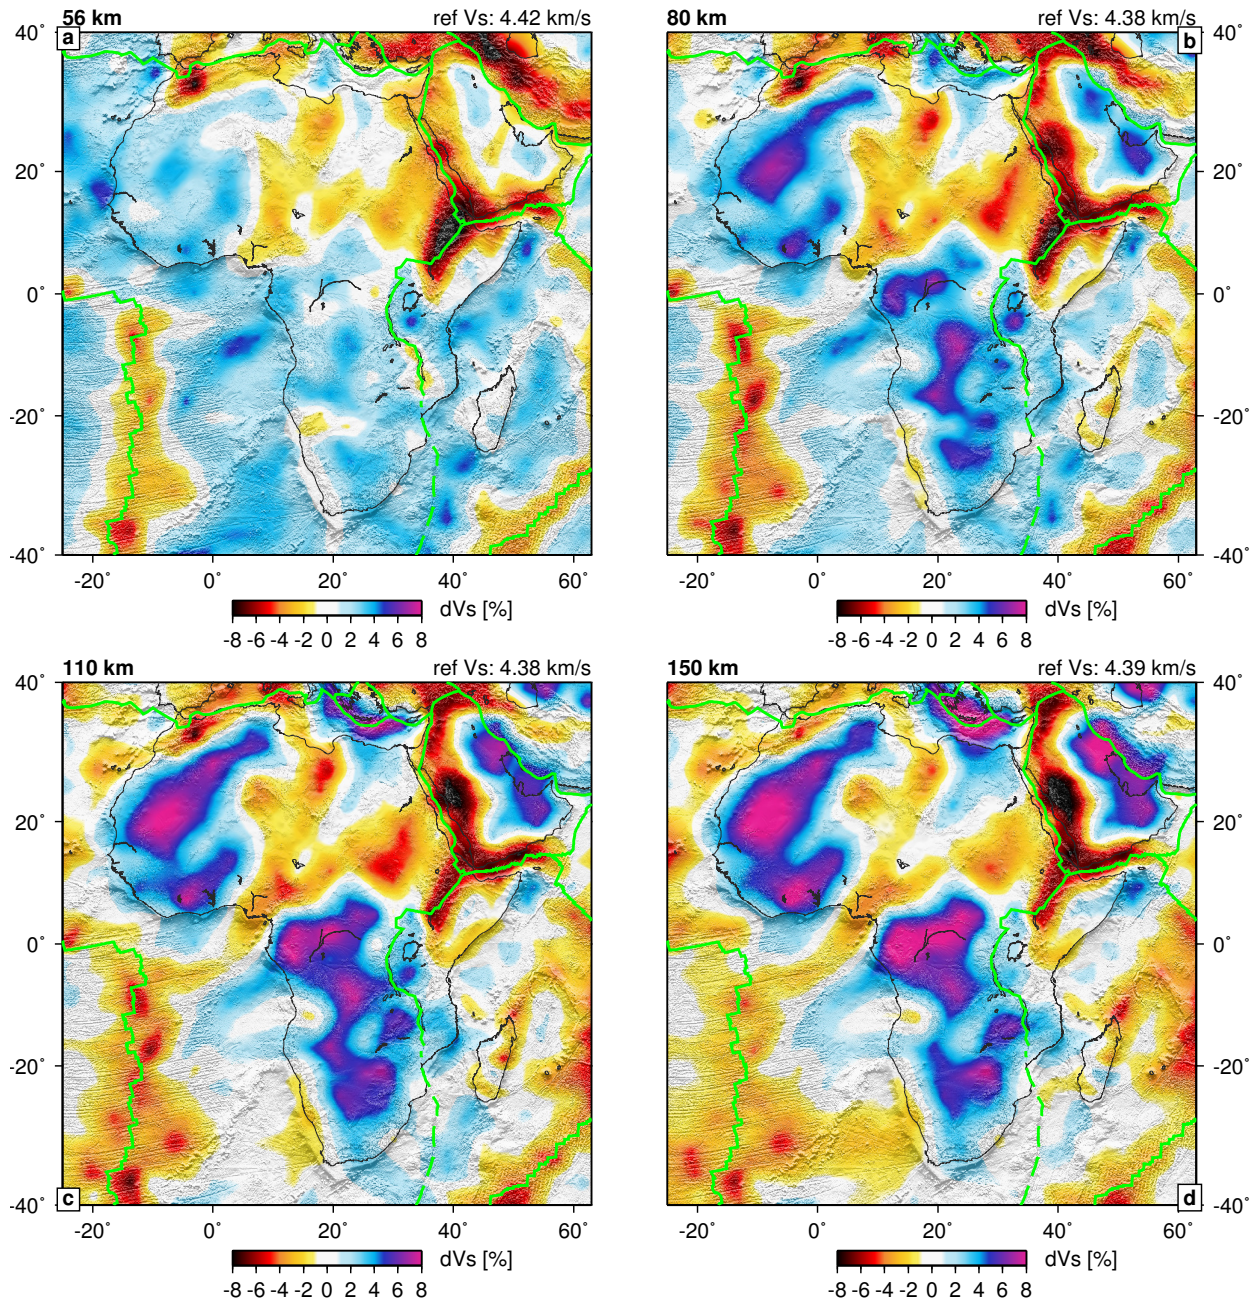 56 km ref Vs: 4.42 km/s 80 km ref Vs: 4.38 km/s
40˚ a b 40˚
20˚ 20˚
0˚ 0˚
-20˚ -20˚
-40˚ -40˚
-20˚ 0˚ 20˚ 40˚ 60˚ -20˚ 0˚ 20˚ 40˚ 60˚
dVs [%] dVs [%]
-8 -6 -4 -2 0 2 4 6 8 -8 -6 -4 -2 0 2 4 6 8
110 km ref Vs: 4.38 km/s 150 km ref Vs: 4.39 km/s
40˚ 40˚
20˚ 20˚
0˚ 0˚
-20˚ -20˚
-40˚ c d -40˚
-20˚ 0˚ 20˚ 40˚ 60˚ -20˚ 0˚ 20˚ 40˚ 60˚
dVs [%] dVs [%]
-8 -6 -4 -2 0 2 4 6 8 -8 -6 -4 -2 0 2 4 6 8